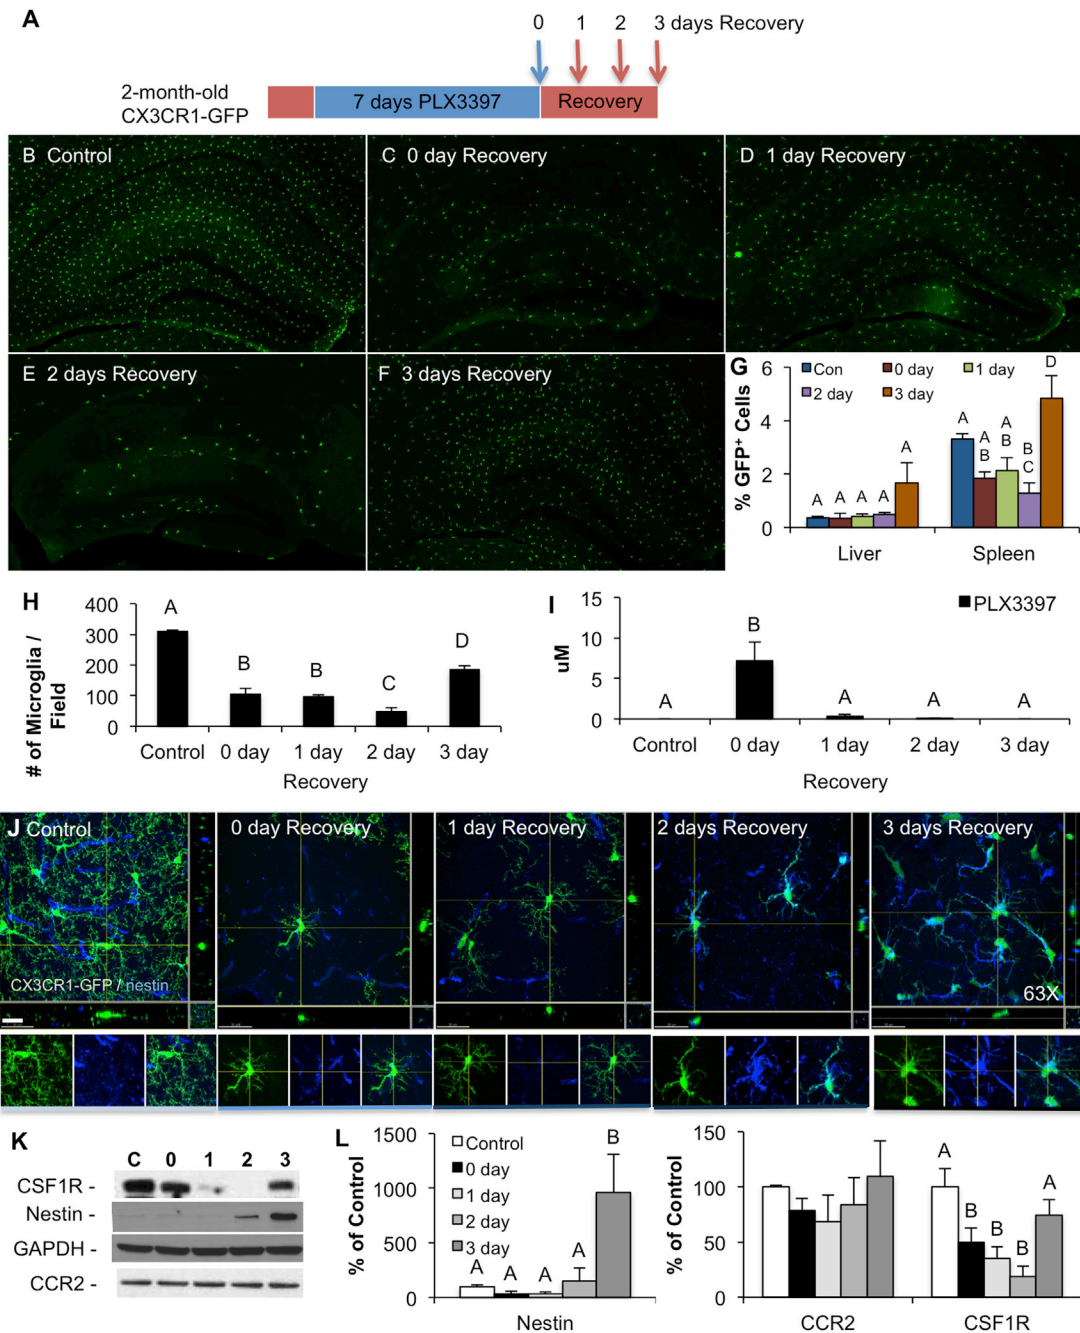 A
0 1 2 3 days Recovery
2-month-old
CX3CR1-GFP
7 days PLX3397
Recovery
B Control
C 0 day Recovery
D 1 day Recovery
E 2 days Recovery
F 3 days Recovery
G
% GFP+ Cells
6
4
2
0
Con 0 day 1 day
2 day 3 day
A A A A A
A
A
B
A
B
B
C
D
Liver Spleen
H
# of Microglia /
Field
400
300
200
100
0
A B B C D
Control 0 day 1 day 2 day 3 day
Recovery
I
uM
15
10
5
0
PLX3397
A B A A A
Control 0 day 1 day 2 day 3 day
Recovery
J Control
0 day Recovery
1 day Recovery
2 days Recovery
3 days Recovery
CX3CR1-GFP / nestin
63X
K
C 0 1 2 3
CSF1R -
Nestin -
GAPDH -
CCR2 -
L
% of Control
1500
1000
500
0
Control
0 day
1 day
2 day
3 day
A A A A B
Nestin
% of Control
150
100
50
0
A B B B A
CCR2 CSF1R